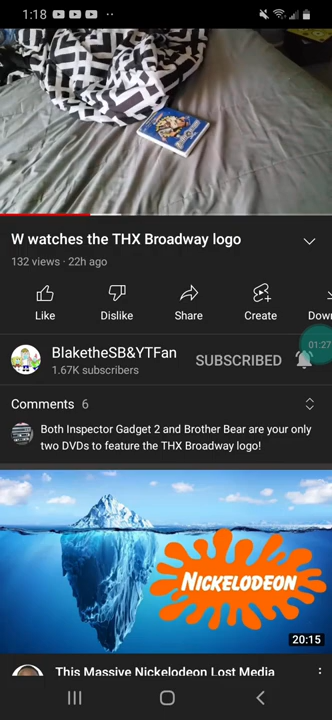 1:18
W watches the THX Broadway logo
132 views · 22h ago
Like
Dislike
Share
Create
Down
01:27
BlaketheSB&YTFan
1.67K subscribers
SUBSCRIBED
Comments 6
Both Inspector Gadget 2 and Brother Bear are your only
two DVDs to feature the THX Broadway logo!
NICKELODEON
20:15
This Massive Nickelodeon Lost Media